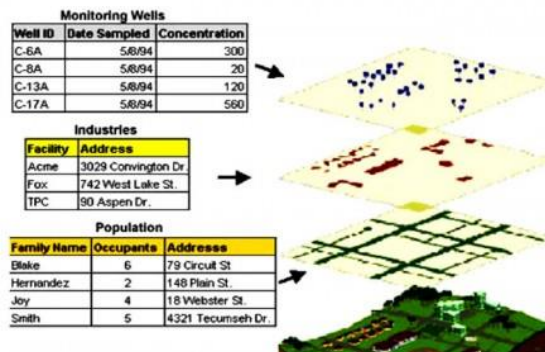 Monitoring Wells
Well ID Date Sampled Concentration
C-6A 5/8/94 300
C-8A 5/8/94 20
C-13A 5/8/94 120
C-17A 5/8/94 560
Industries
Facility Address
Acme 3029 Convington Dr.
Fox 742 West Lake St.
TPC 90 Aspen Dr.
Population
Family Name Occupants Addresss
Blake 6 79 Circuit St
Hernandez 2 148 Plain St.
Joy 4 18 Webster St.
Smith 5 4321 Tecumseh Dr.